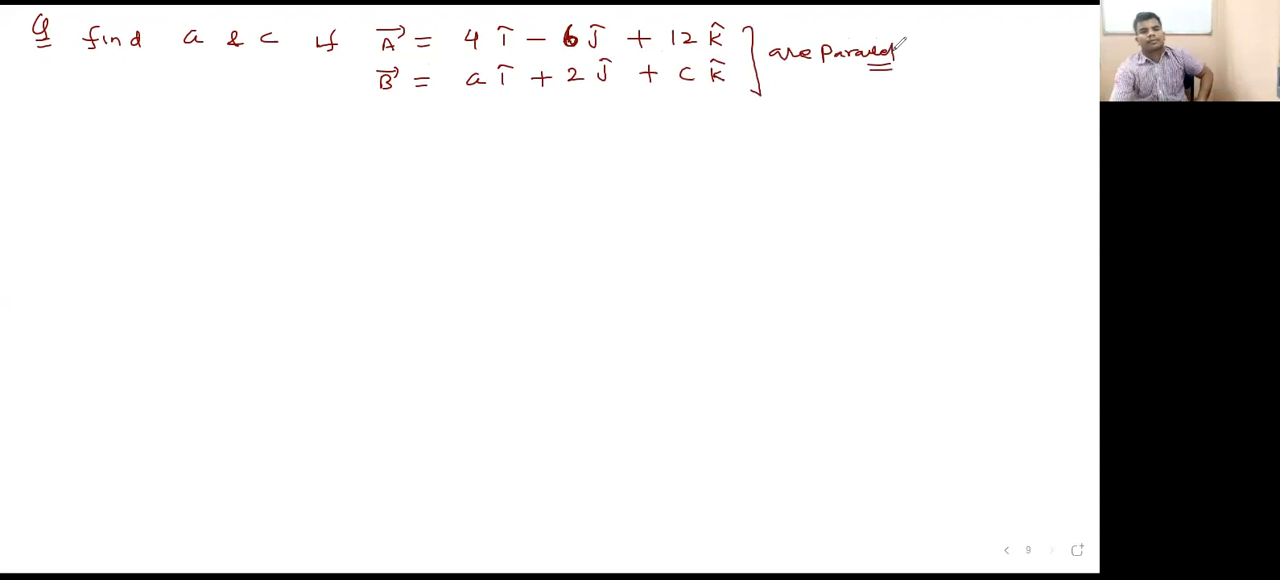 Q find a & c if A⃗ = 4 î - 6 ĵ + 12 k̂
B⃗ = a î + 2 ĵ + c k̂ ] are Parallel
9